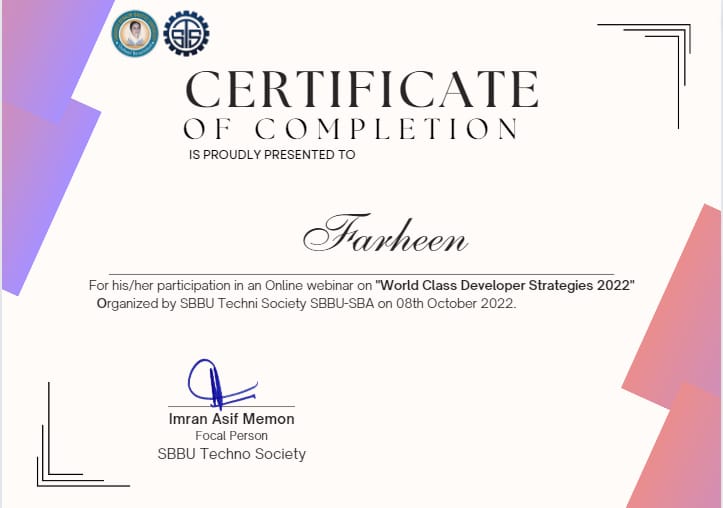 CERTIFICATE
OF COMPLETION
IS PROUDLY PRESENTED TO
Farheen
For his/her participation in an Online webinar on "World Class Developer Strategies 2022"
Organized by SBBU Techni Society SBBU-SBA on 08th October 2022.
Imran Asif Memon
Focal Person
SBBU Techno Society